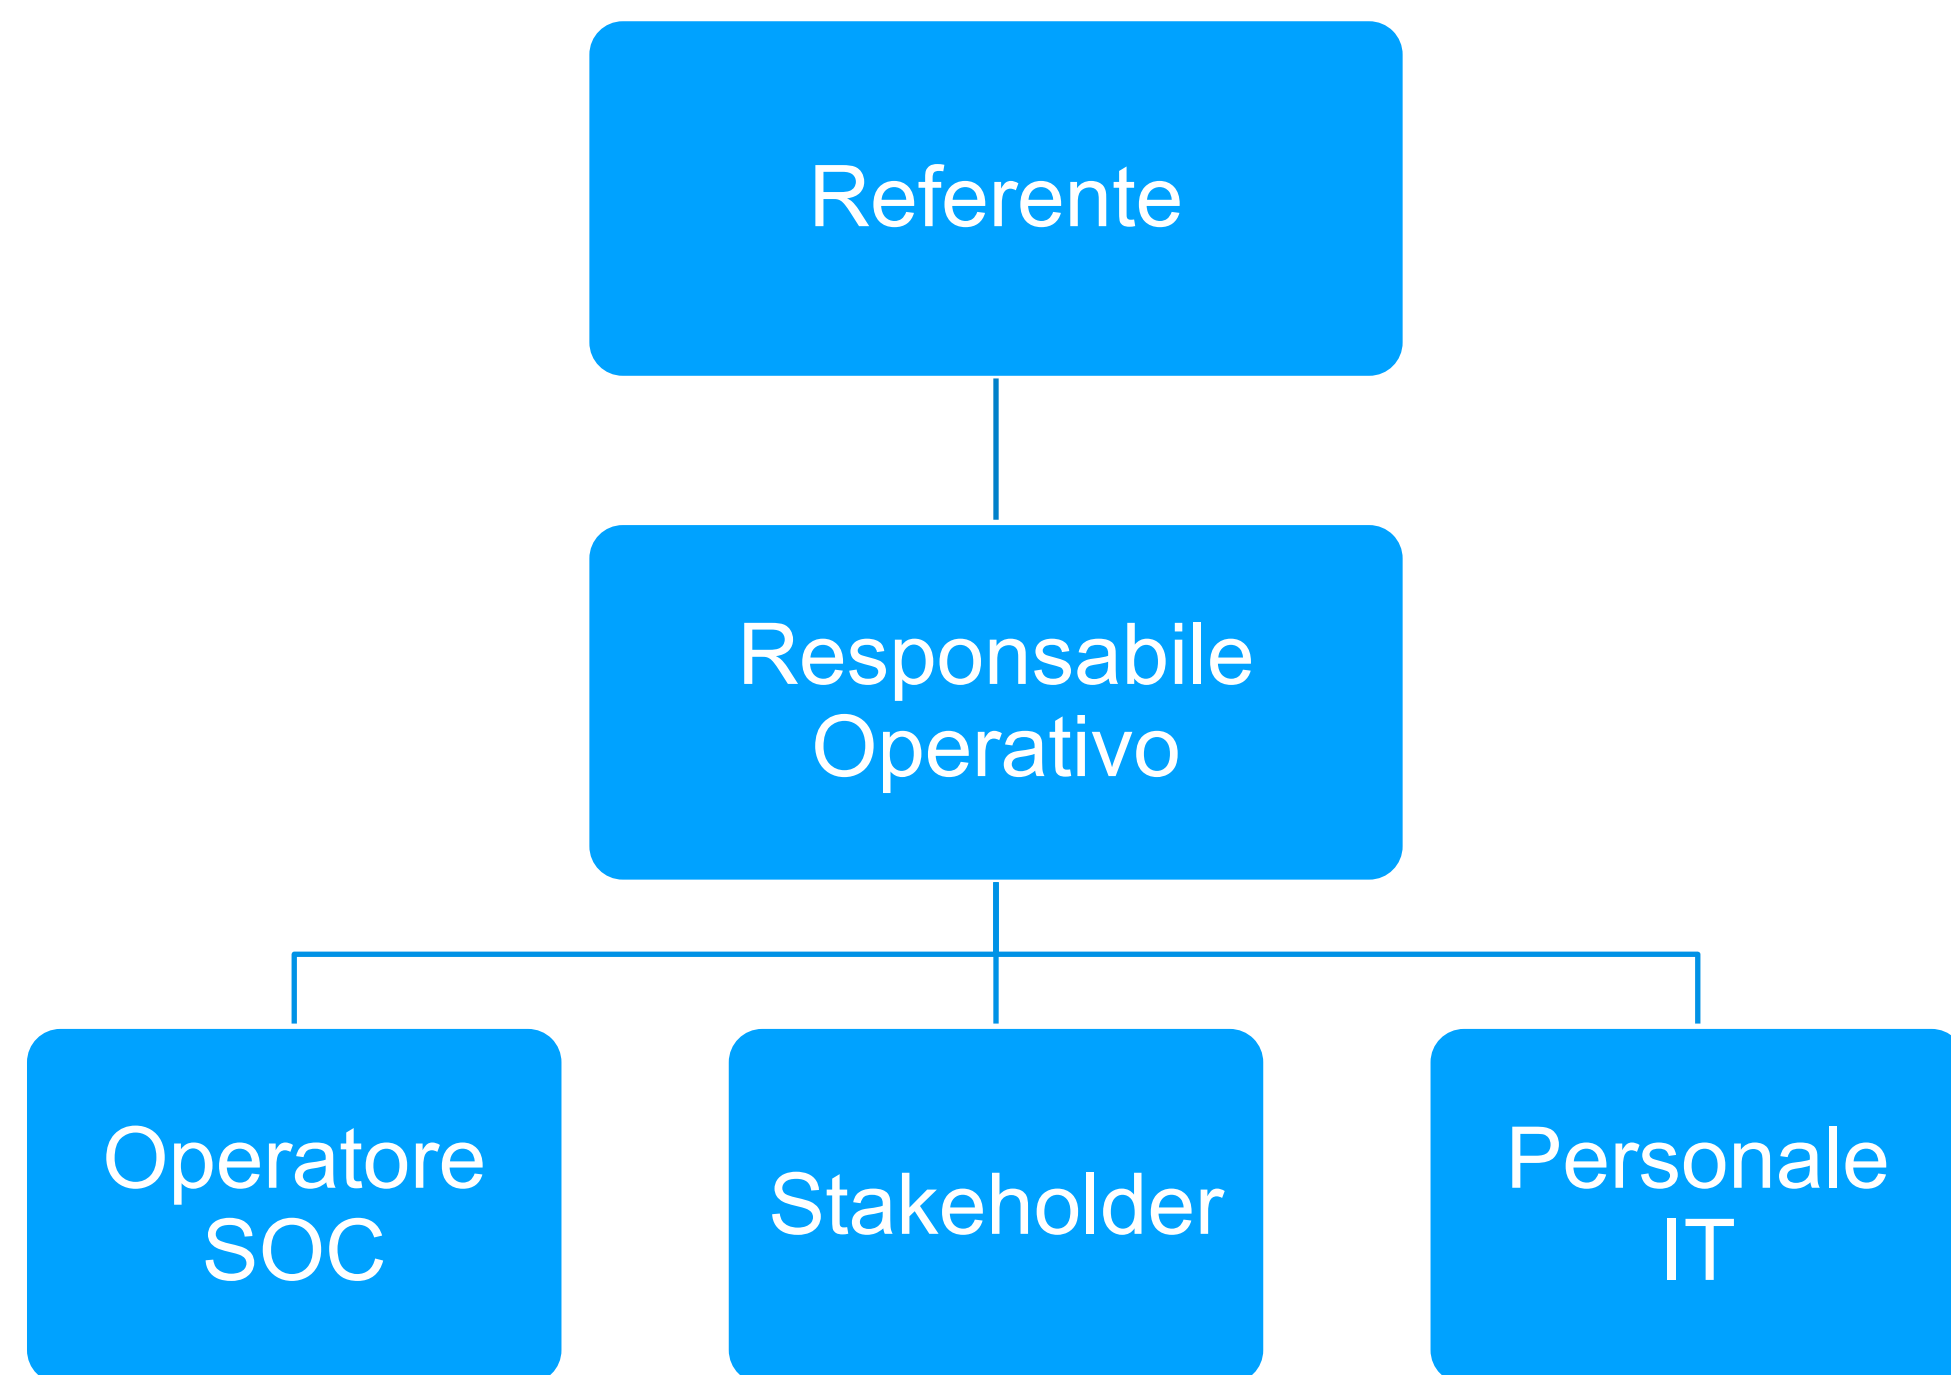 Referente
Responsabile
Operativo
Operatore
SOC
Stakeholder
Personale
IT